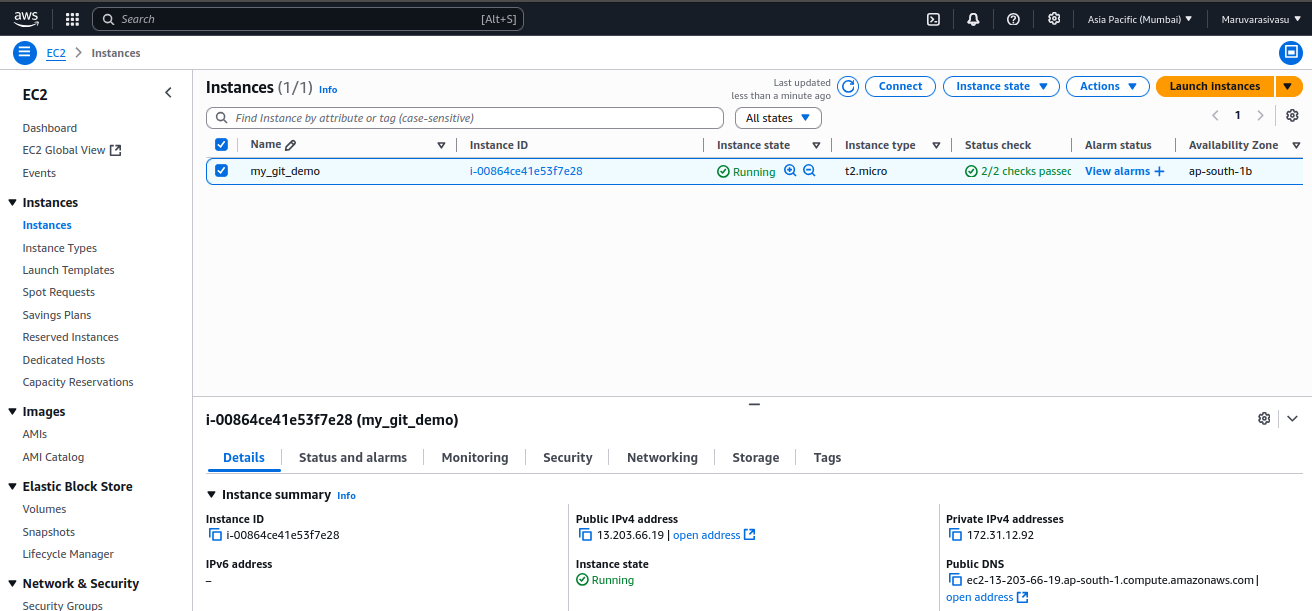 aws Search [Alt+S] Asia Pacific (Mumbai) Maruvarasivasu
EC2 Instances
EC2
Dashboard
EC2 Global View
Events
Instances
Instances
Instance Types
Launch Templates
Spot Requests
Savings Plans
Reserved Instances
Dedicated Hosts
Capacity Reservations
Images
AMIs
AMI Catalog
Elastic Block Store
Volumes
Snapshots
Lifecycle Manager
Network & Security
Security Groups
Instances (1/1) Info
Last updated
less than a minute ago
Connect Instance state Actions Launch instances
Find Instance by attribute or tag (case-sensitive) All states 1
Name Instance ID Instance state Instance type Status check Alarm status Availability Zone
my_git_demo i-00864ce41e53f7e28 Running t2.micro 2/2 checks passed View alarms + ap-south-1b
i-00864ce41e53f7e28 (my_git_demo)
Details Status and alarms Monitoring Security Networking Storage Tags
Instance summary Info
Instance ID
i-00864ce41e53f7e28
IPv6 address
–
Public IPv4 address
13.203.66.19 | open address
Instance state
Running
Private IPv4 addresses
172.31.12.92
Public DNS
ec2-13-203-66-19.ap-south-1.compute.amazonaws.com |
open address